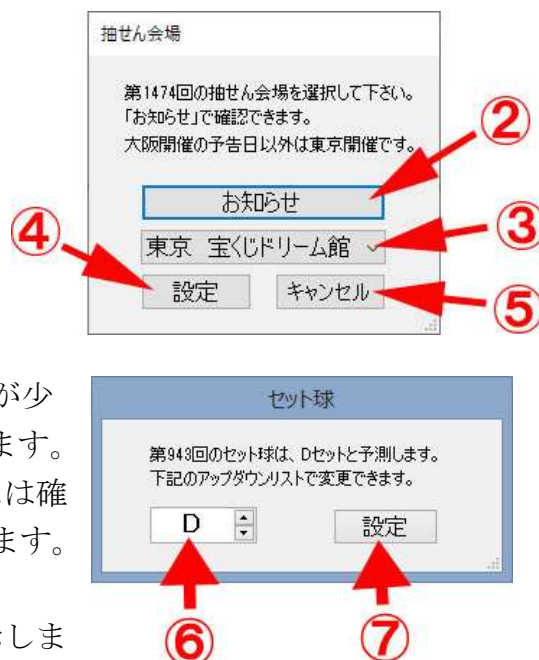 抽せん会場
第1474回の抽せん会場を選択して下さい。
「お知らせ」で確認できます。
大阪開催の予告日以外は東京開催です。
②
お知らせ
③
東京 宝くじドリーム館
④
設定
キャンセル
⑤
が少
ます。
は確
ます。
しま
セット球
第943回のセット球は、Dセットと予測します。
下記のアップダウンリストで変更できます。
D
設定
⑥
⑦